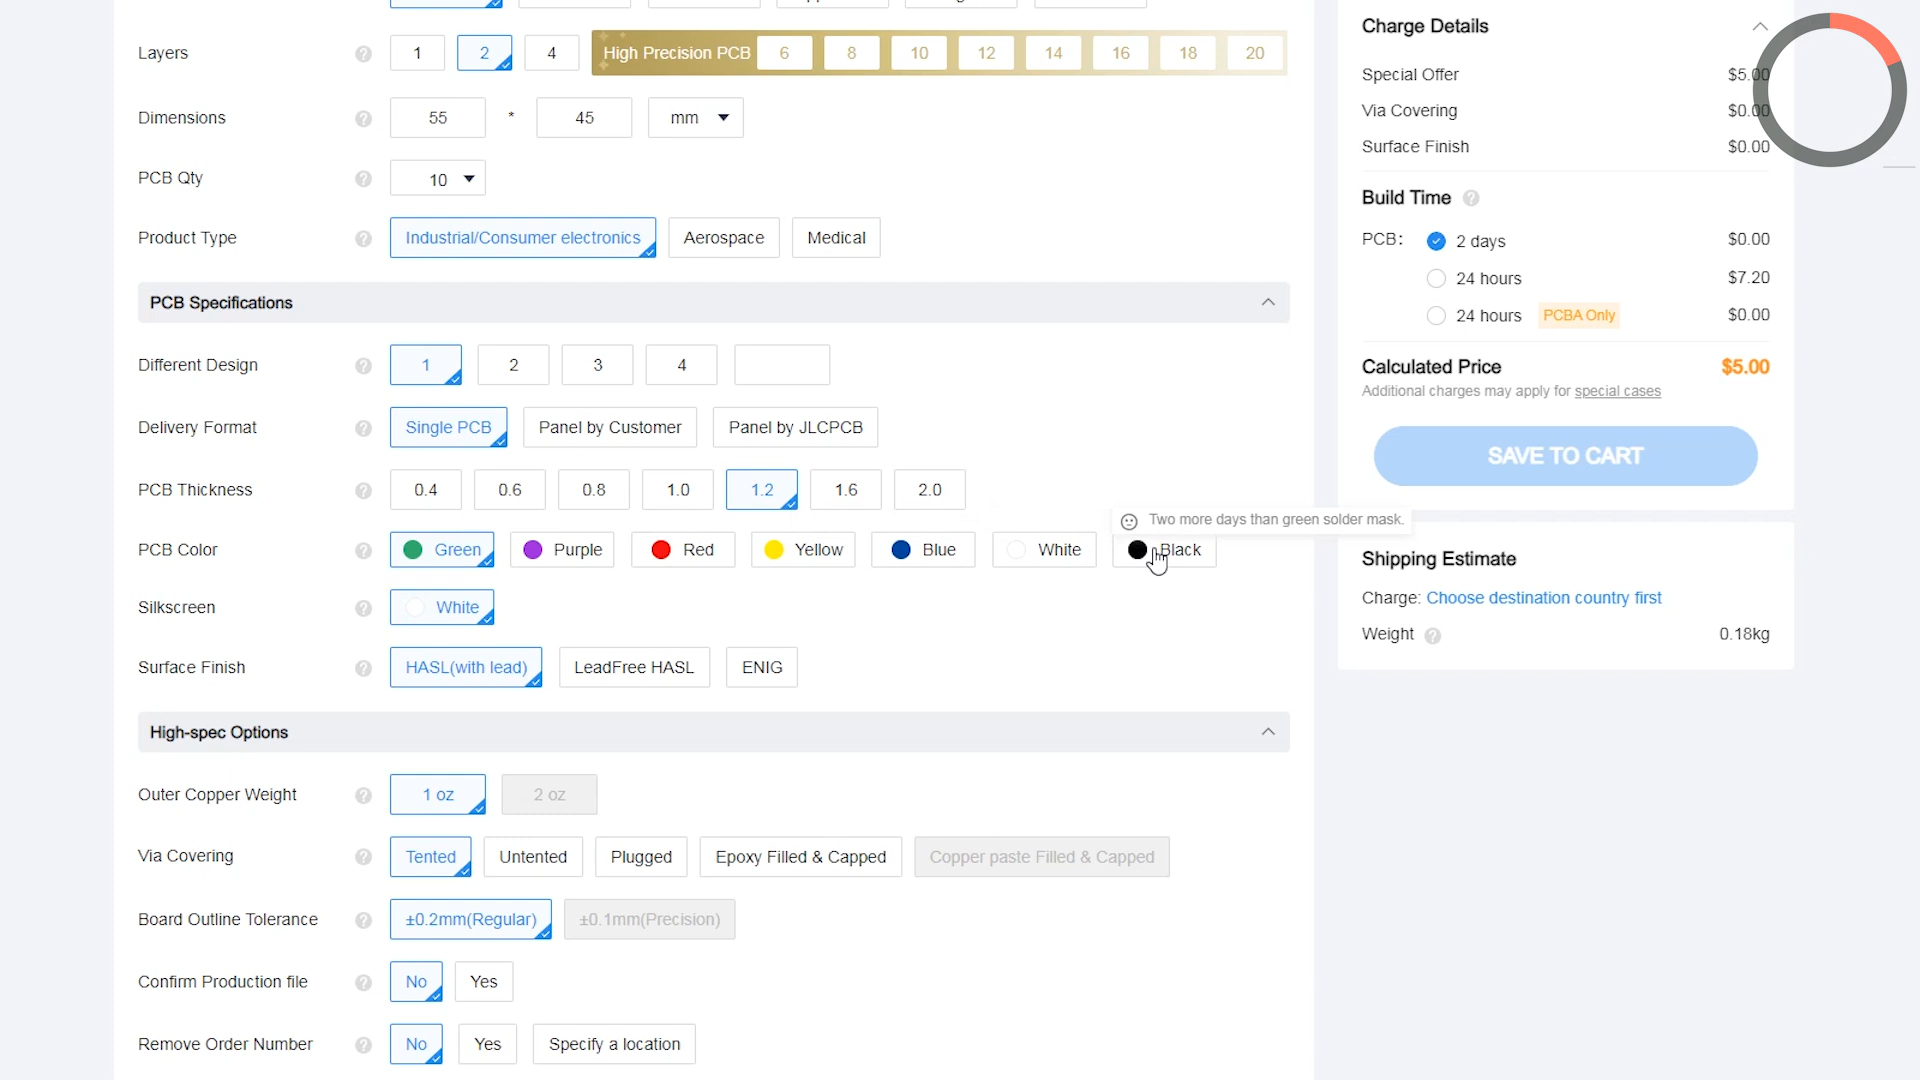 Layers ? 1 2 4 High Precision PCB 6 8 10 12 14 16 18 20
Dimensions ? 55 * 45 mm
PCB Qty ? 10
Product Type ? Industrial/Consumer electronics Aerospace Medical
PCB Specifications
Different Design ? 1 2 3 4
Delivery Format ? Single PCB Panel by Customer Panel by JLCPCB
PCB Thickness ? 0.4 0.6 0.8 1.0 1.2 1.6 2.0
Two more days than green solder mask.
PCB Color ? Green Purple Red Yellow Blue White Black
Silkscreen ? White
Surface Finish ? HASL(with lead) LeadFree HASL ENIG
High-spec Options
Outer Copper Weight ? 1 oz 2 oz
Via Covering ? Tented Untented Plugged Epoxy Filled & Capped Copper paste Filled & Capped
Board Outline Tolerance ? ±0.2mm(Regular) ±0.1mm(Precision)
Confirm Production file ? No Yes
Remove Order Number ? No Yes Specify a location
Charge Details
Special Offer $5.00
Via Covering $0.00
Surface Finish $0.00
Build Time ?
PCB: 2 days $0.00
24 hours $7.20
24 hours PCBA Only $0.00
Calculated Price $5.00
Additional charges may apply for special cases
SAVE TO CART
Shipping Estimate
Charge: Choose destination country first
Weight ? 0.18kg